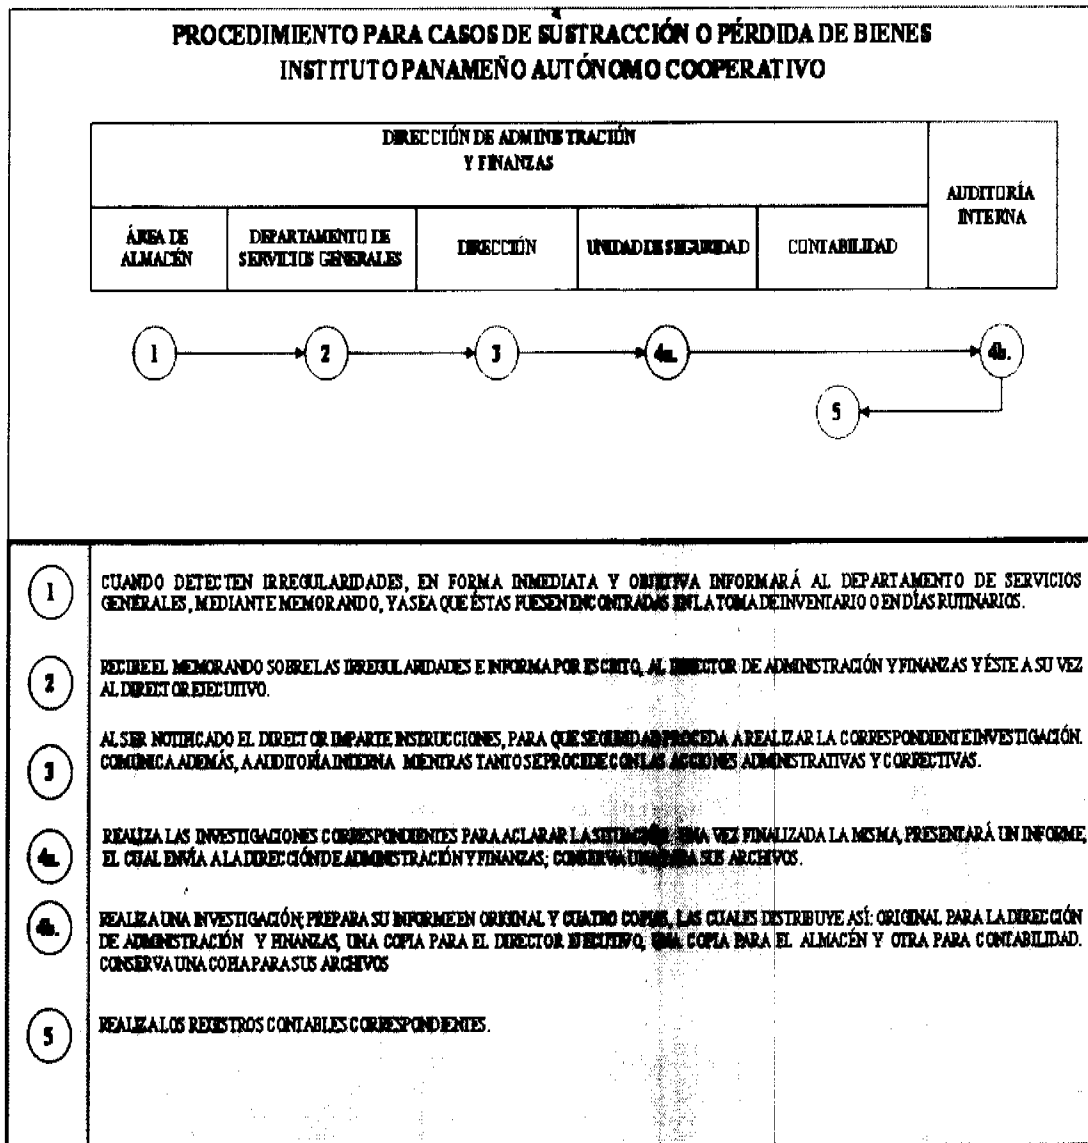 PROCEDIMIENTO PARA CASOS DE SUSTRACCIÓN O PÉRDIDA DE BIENES
INSTITUTO PANAMEÑO AUTÓNOMO COOPERATIVO
DIRECCIÓN DE ADMINISTRACIÓN
Y FINANZAS
AUDITORÍA
INTERNA
ÁREA DE
ALMACÉN
DEPARTAMENTO DE
SERVICIOS GENERALES
DIRECCIÓN
UNIDAD DE SEGURIDAD
CONTABILIDAD
1
2
3
4a.
4b.
5
1
CUANDO DETECTEN IRREGULARIDADES, EN FORMA INMEDIATA Y OBJETIVA INFORMARÁ AL DEPARTAMENTO DE SERVICIOS
GENERALES, MEDIANTE MEMORANDO, YA SEA QUE ÉSTAS FUESEN ENCONTRADAS EN LA TOMA DE INVENTARIO O EN DÍAS RUTINARIOS.
2
RECIBE EL MEMORANDO SOBRE LAS IRREGULARIDADES E INFORMA POR ESCRITO, AL DIRECTOR DE ADMINISTRACIÓN Y FINANZAS Y ÉSTE A SU VEZ
AL DIRECTOR EJECUTIVO.
3
AL SER NOTIFICADO EL DIRECTOR IMPARTE INSTRUCCIONES, PARA QUE SEGURIDAD PROCEDA A REALIZAR LA CORRESPONDIENTE INVESTIGACIÓN.
COMUNICA ADEMÁS, A AUDITORÍA INTERNA MIENTRAS TANTO SE PROCEDE CON LAS ACCIONES ADMINISTRATIVAS Y CORRECTIVAS.
4a.
REALIZA LAS INVESTIGACIONES CORRESPONDIENTES PARA ACLARAR LA SITUACIÓN. UNA VEZ FINALIZADA LA MISMA, PRESENTARÁ UN INFORME,
EL CUAL ENVÍA A LA DIRECCIÓN DE ADMINISTRACIÓN Y FINANZAS; CONSERVA UNA PARA SUS ARCHIVOS.
4b.
REALIZA UNA INVESTIGACIÓN; PREPARA SU INFORME EN ORIGINAL Y CUATRO COPIAS, LAS CUALES DISTRIBUYE ASÍ: ORIGINAL PARA LA DIRECCIÓN
DE ADMINISTRACIÓN Y FINANZAS, UNA COPIA PARA EL DIRECTOR EJECUTIVO, UNA COPIA PARA EL ALMACÉN Y OTRA PARA CONTABILIDAD.
CONSERVA UNA COPIA PARA SUS ARCHIVOS
5
REALIZA LOS REGISTROS CONTABLES CORRESPONDIENTES.